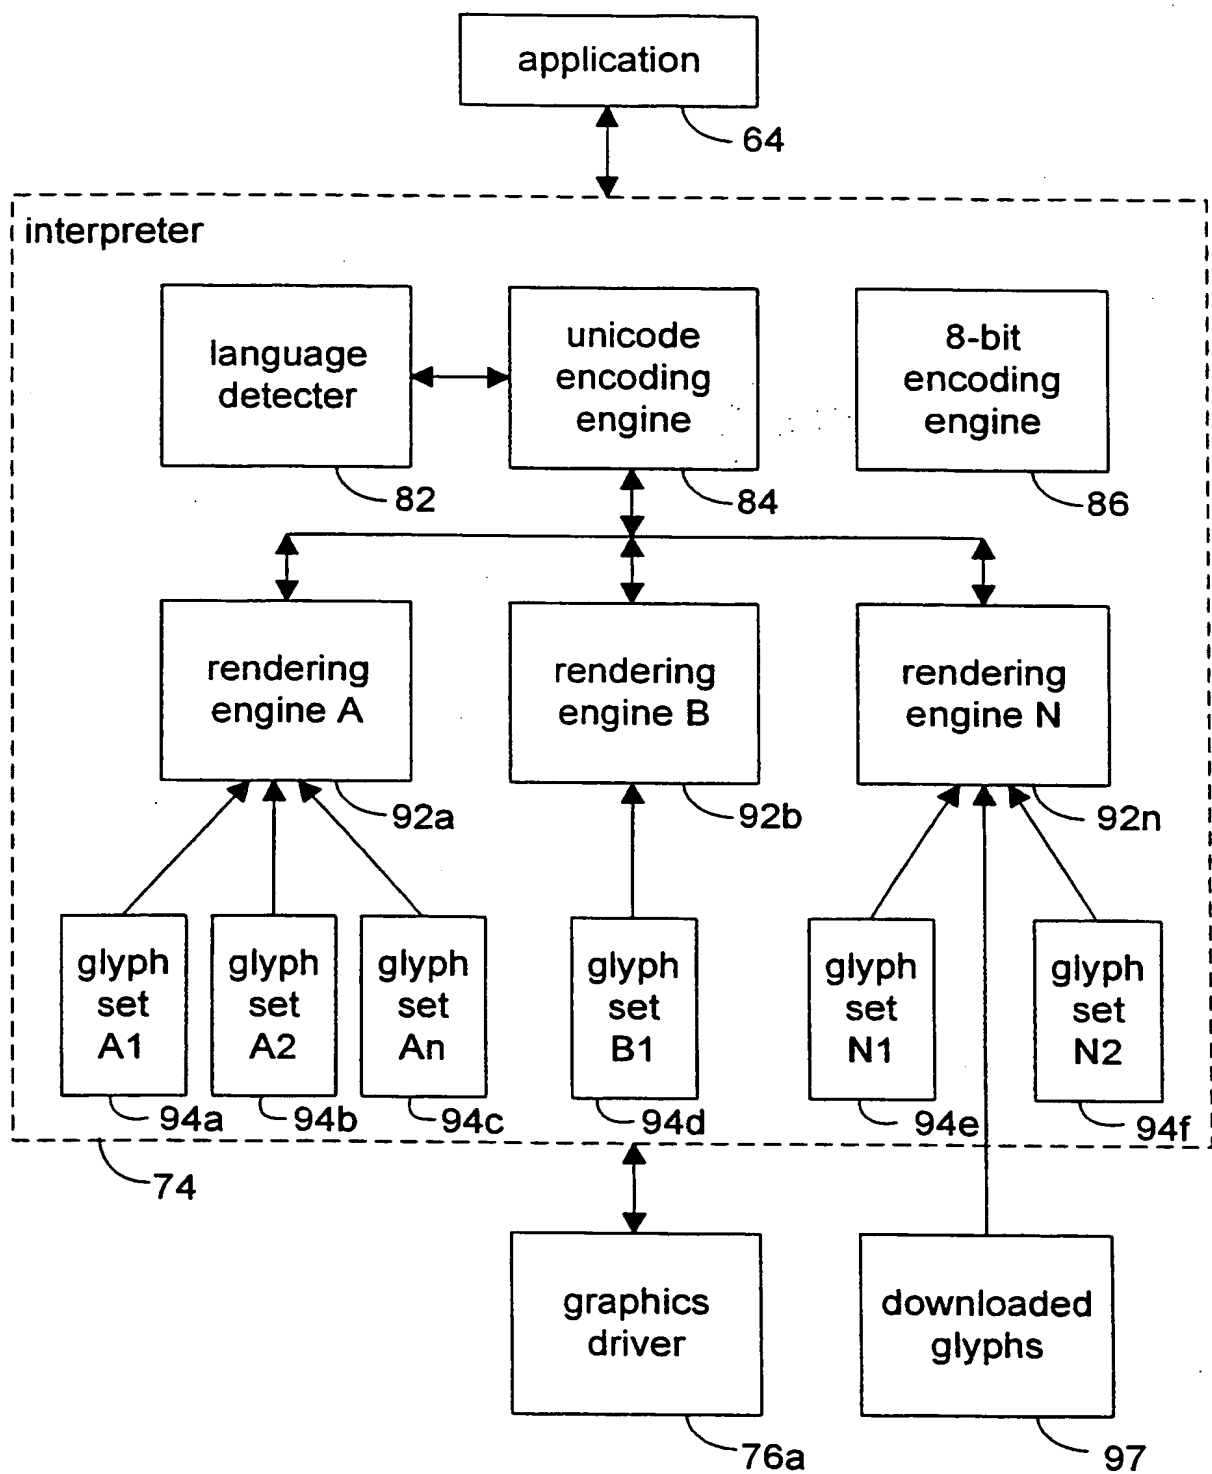 application
64
interpreter
language
detecter
82
unicode
encoding
engine
84
8-bit
encoding
engine
86
rendering
engine A
92a
rendering
engine B
92b
rendering
engine N
92n
glyph
set
A1
94a
glyph
set
A2
94b
glyph
set
An
94c
glyph
set
B1
94d
glyph
set
N1
94e
glyph
set
N2
94f
74
graphics
driver
76a
downloaded
glyphs
97